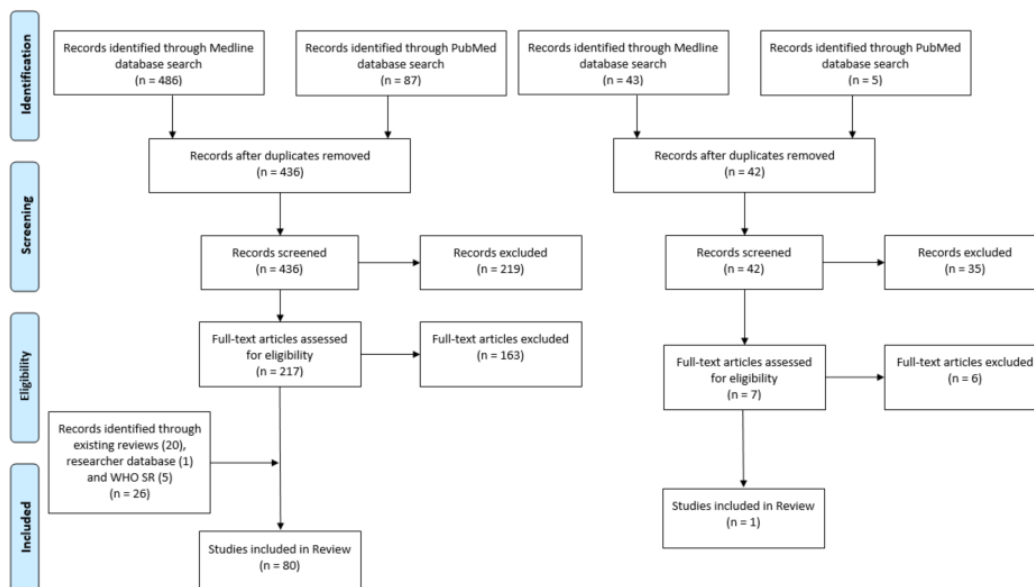 Identification
Records identified through Medline
database search
(n = 486)
Records identified through PubMed
database search
(n = 87)
Records identified through Medline
database search
(n = 43)
Records identified through PubMed
database search
(n = 5)
Records after duplicates removed
(n = 436)
Records after duplicates removed
(n = 42)
Screening
Records screened
(n = 436)
Records excluded
(n = 219)
Records screened
(n = 42)
Records excluded
(n = 35)
Eligibility
Full-text articles assessed
for eligibility
(n = 217)
Full-text articles excluded
(n = 163)
Full-text articles assessed
for eligibility
(n = 7)
Full-text articles excluded
(n = 6)
Records identified through
existing reviews (20),
researcher database (1)
and WHO SR (5)
(n = 26)
Included
Studies included in Review
(n = 80)
Studies included in Review
(n = 1)